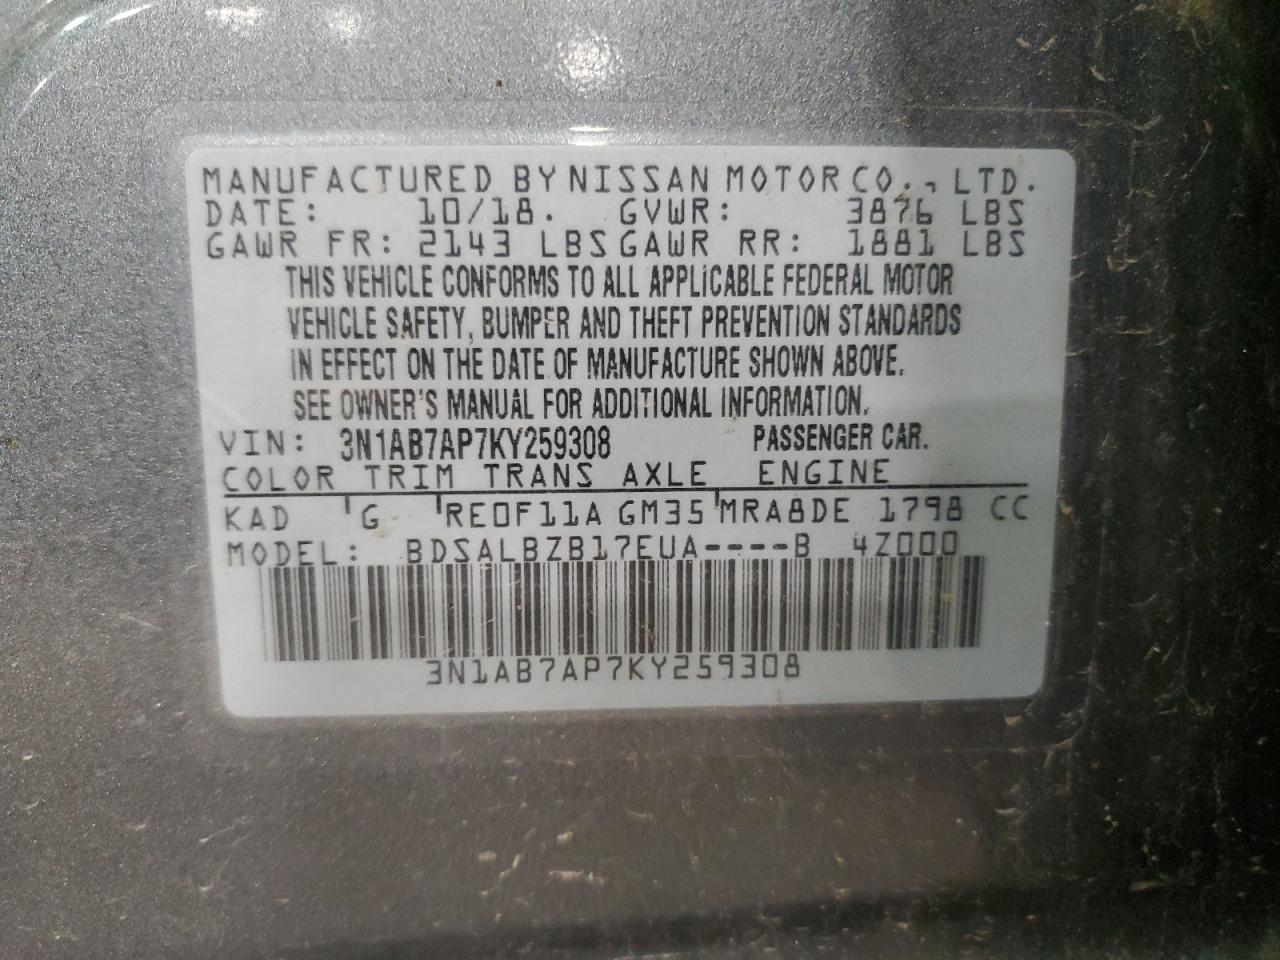 MANUFACTURED BY NISSAN MOTOR CO., LTD.
DATE: 10/18. GVWR: 3876 LBS
GAWR FR: 2143 LBS GAWR RR: 1881 LBS
THIS VEHICLE CONFORMS TO ALL APPLICABLE FEDERAL MOTOR
VEHICLE SAFETY, BUMPER AND THEFT PREVENTION STANDARDS
IN EFFECT ON THE DATE OF MANUFACTURE SHOWN ABOVE.
SEE OWNER'S MANUAL FOR ADDITIONAL INFORMATION.
VIN: 3N1AB7AP7KY259308 PASSENGER CAR.
COLOR TRIM TRANS AXLE ENGINE
KAD G RE0F11A GM35 MRA8DE 1798 CC
MODEL: BDSALBZB17EUA----B 4Z000
3N1AB7AP7KY259308